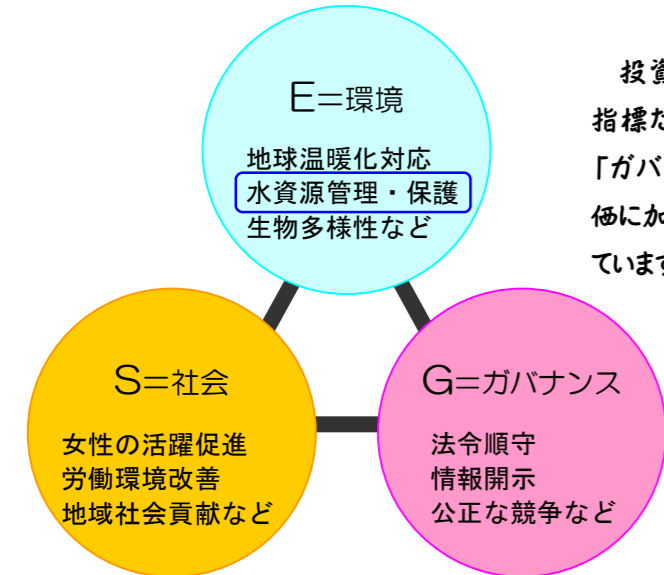 E＝環境
地球温暖化対応
水資源管理・保護
生物多様性など
投資
指標だ
「ガバ
価に加
ています
S＝社会
女性の活躍促進
労働環境改善
地域社会貢献など
G＝ガバナンス
法令順守
情報開示
公正な競争など